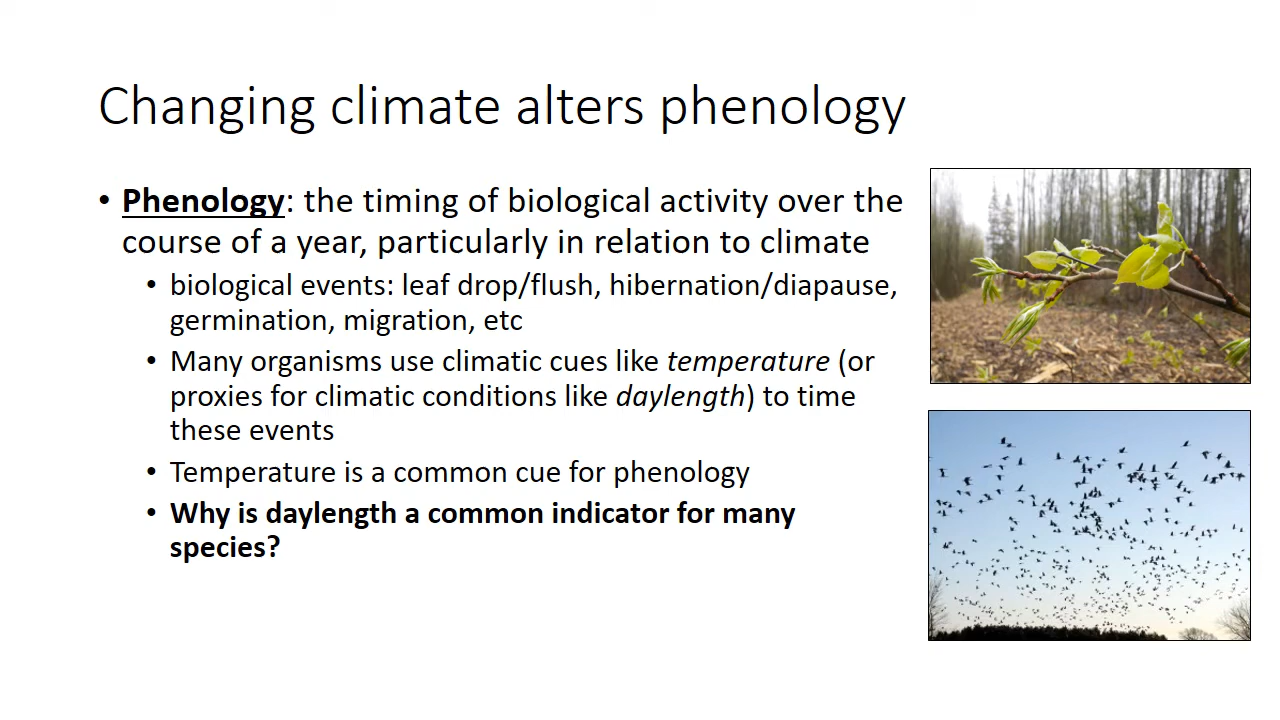 Changing climate alters phenology
• Phenology: the timing of biological activity over the
course of a year, particularly in relation to climate
• biological events: leaf drop/flush, hibernation/diapause,
germination, migration, etc
• Many organisms use climatic cues like temperature (or
proxies for climatic conditions like daylength) to time
these events
• Temperature is a common cue for phenology
• Why is daylength a common indicator for many
species?